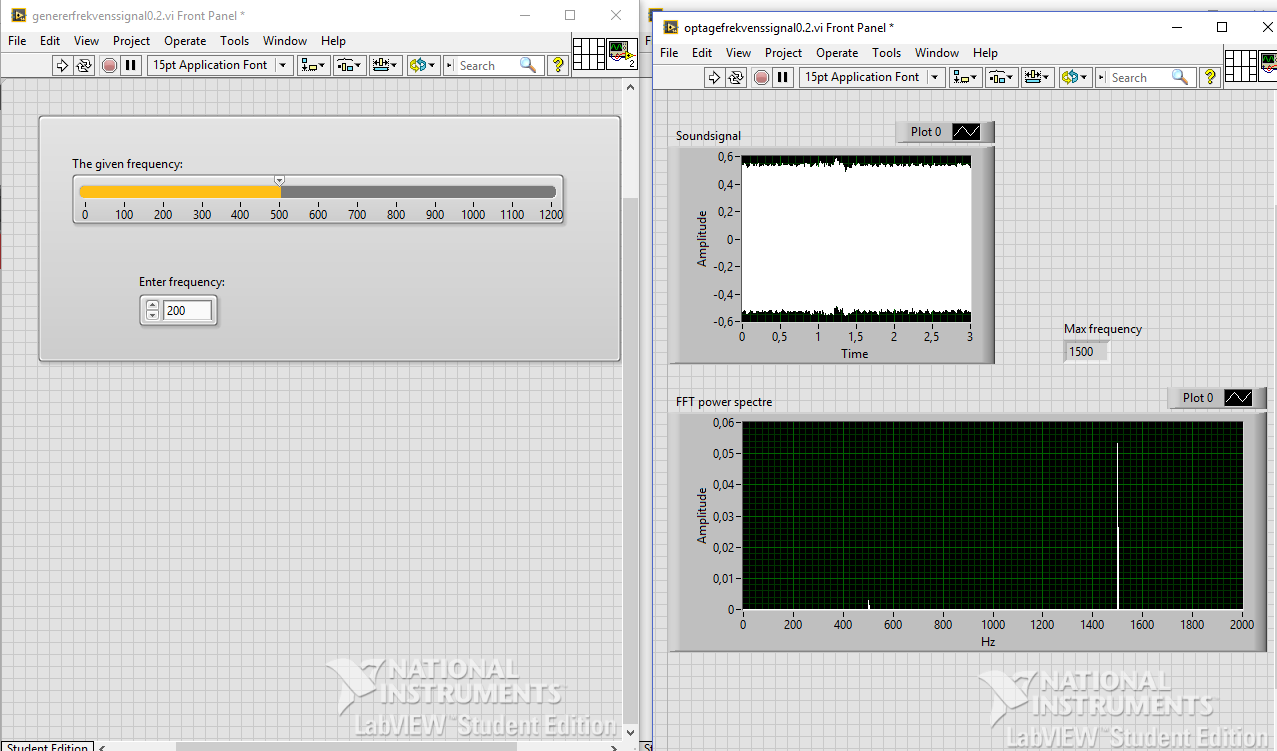 genererfrekvenssignal0.2.vi Front Panel *
File Edit View Project Operate Tools Window Help
15pt Application Font
Search
?
2
The given frequency:
0 100 200 300 400 500 600 700 800 900 1000 1100 1200
Enter frequency:
200
NATIONAL
INSTRUMENTS™
LabVIEW™ Student Edition
Student Edition
optagefrekvenssignal0.2.vi Front Panel *
File Edit View Project Operate Tools Window Help
15pt Application Font
Search
?
Soundsignal
Plot 0
0,6
0,4
0,2
0
-0,2
-0,4
-0,6
Amplitude
0 0,5 1 1,5 2 2,5 3
Time
Max frequency
1500
FFT power spectre
Plot 0
0,06
0,05
0,04
0,03
0,02
0,01
0
Amplitude
0 200 400 600 800 1000 1200 1400 1600 1800 2000
Hz
NATIONAL
INSTRUMENTS™
LabVIEW™ Student Edition